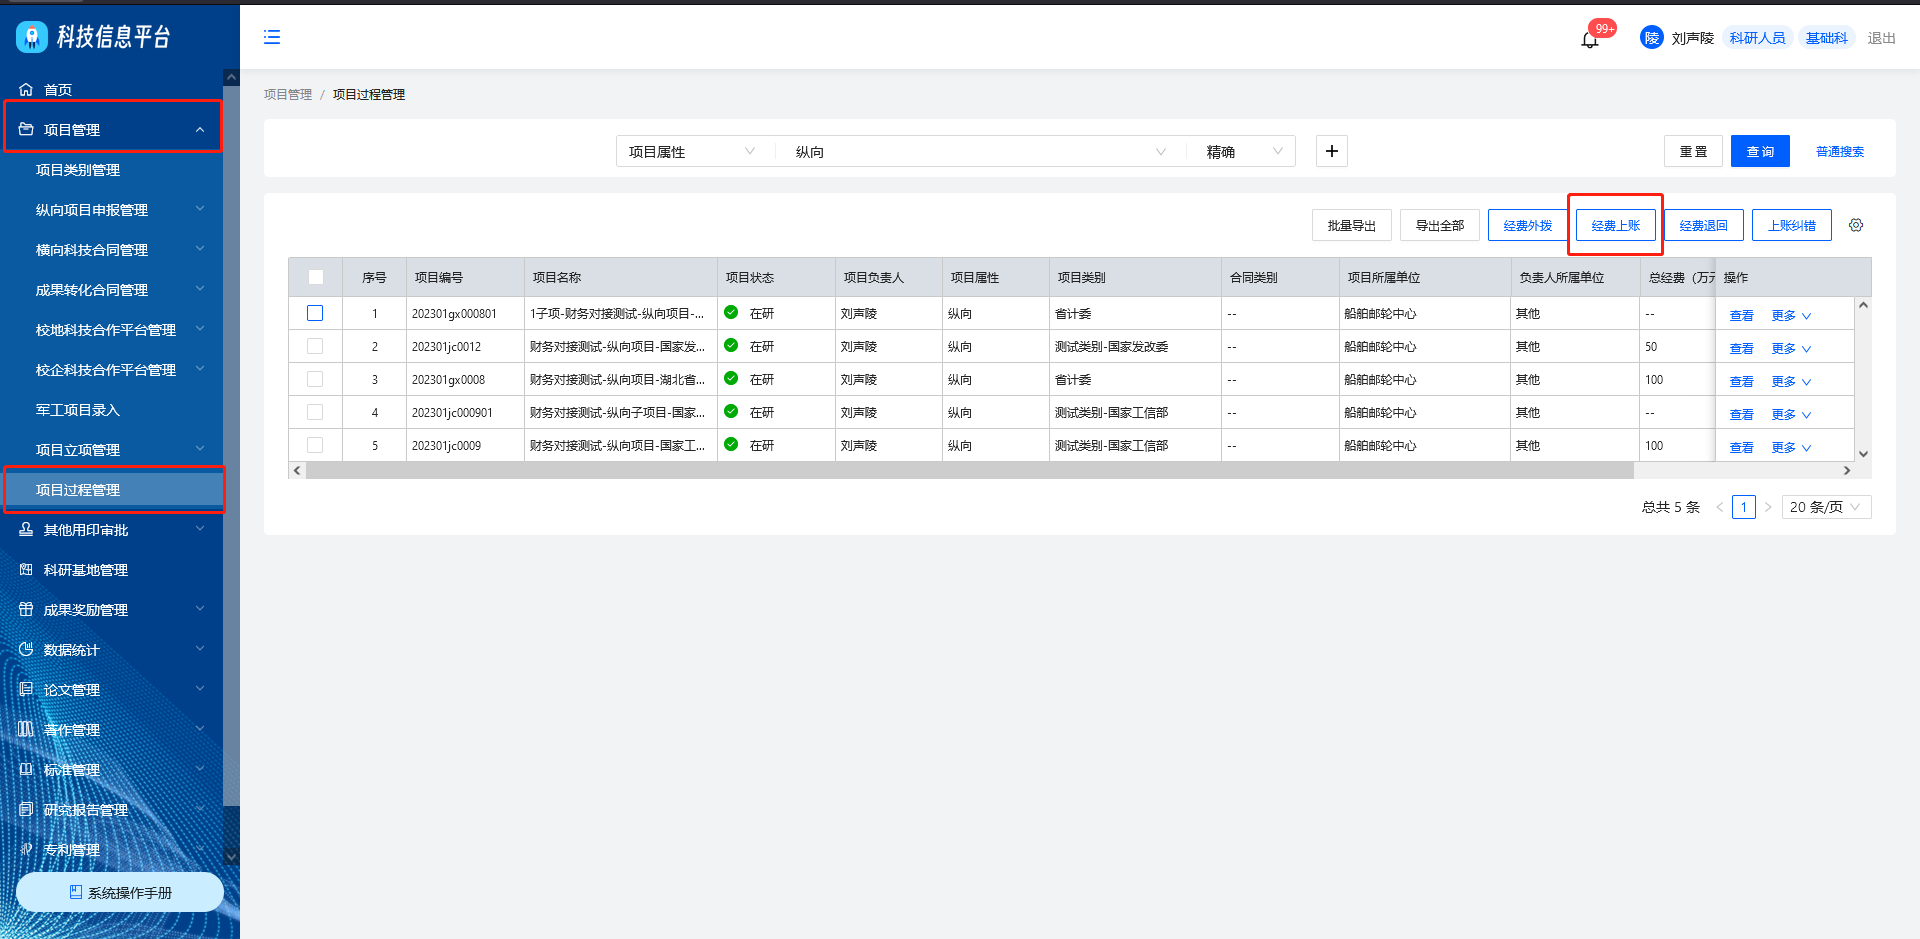 科技信息平台
99+
陵 刘声陵 科研人员 基础科 退出
首页
项目管理
项目类别管理
纵向项目申报管理
横向科技合同管理
成果转化合同管理
校地科技合作平台管理
校企科技合作平台管理
军工项目录入
项目立项管理
项目过程管理
其他用印审批
科研基地管理
成果奖励管理
数据统计
论文管理
著作管理
标准管理
研究报告管理
专利管理
系统操作手册
项目管理 / 项目过程管理
项目属性 纵向 精确 + 重置 查询 普通搜索
批量导出 导出全部 经费外拨 经费上账 经费退回 上账纠错
序号 项目编号 项目名称 项目状态 项目负责人 项目属性 项目类别 合同类别 项目所属单位 负责人所属单位 总经费（万元 操作
1 202301gx000801 1子项-财务对接测试-纵向项目-... 在研 刘声陵 纵向 省计委 -- 船舶邮轮中心 其他 -- 查看 更多
2 202301jc0012 财务对接测试-纵向项目-国家发... 在研 刘声陵 纵向 测试类别-国家发改委 -- 船舶邮轮中心 其他 50 查看 更多
3 202301gx0008 财务对接测试-纵向项目-湖北省... 在研 刘声陵 纵向 省计委 -- 船舶邮轮中心 其他 100 查看 更多
4 202301jc000901 财务对接测试-纵向子项目-国家... 在研 刘声陵 纵向 测试类别-国家工信部 -- 船舶邮轮中心 其他 -- 查看 更多
5 202301jc0009 财务对接测试-纵向项目-国家工... 在研 刘声陵 纵向 测试类别-国家工信部 -- 船舶邮轮中心 其他 100 查看 更多
总共 5 条 < 1 > 20 条/页